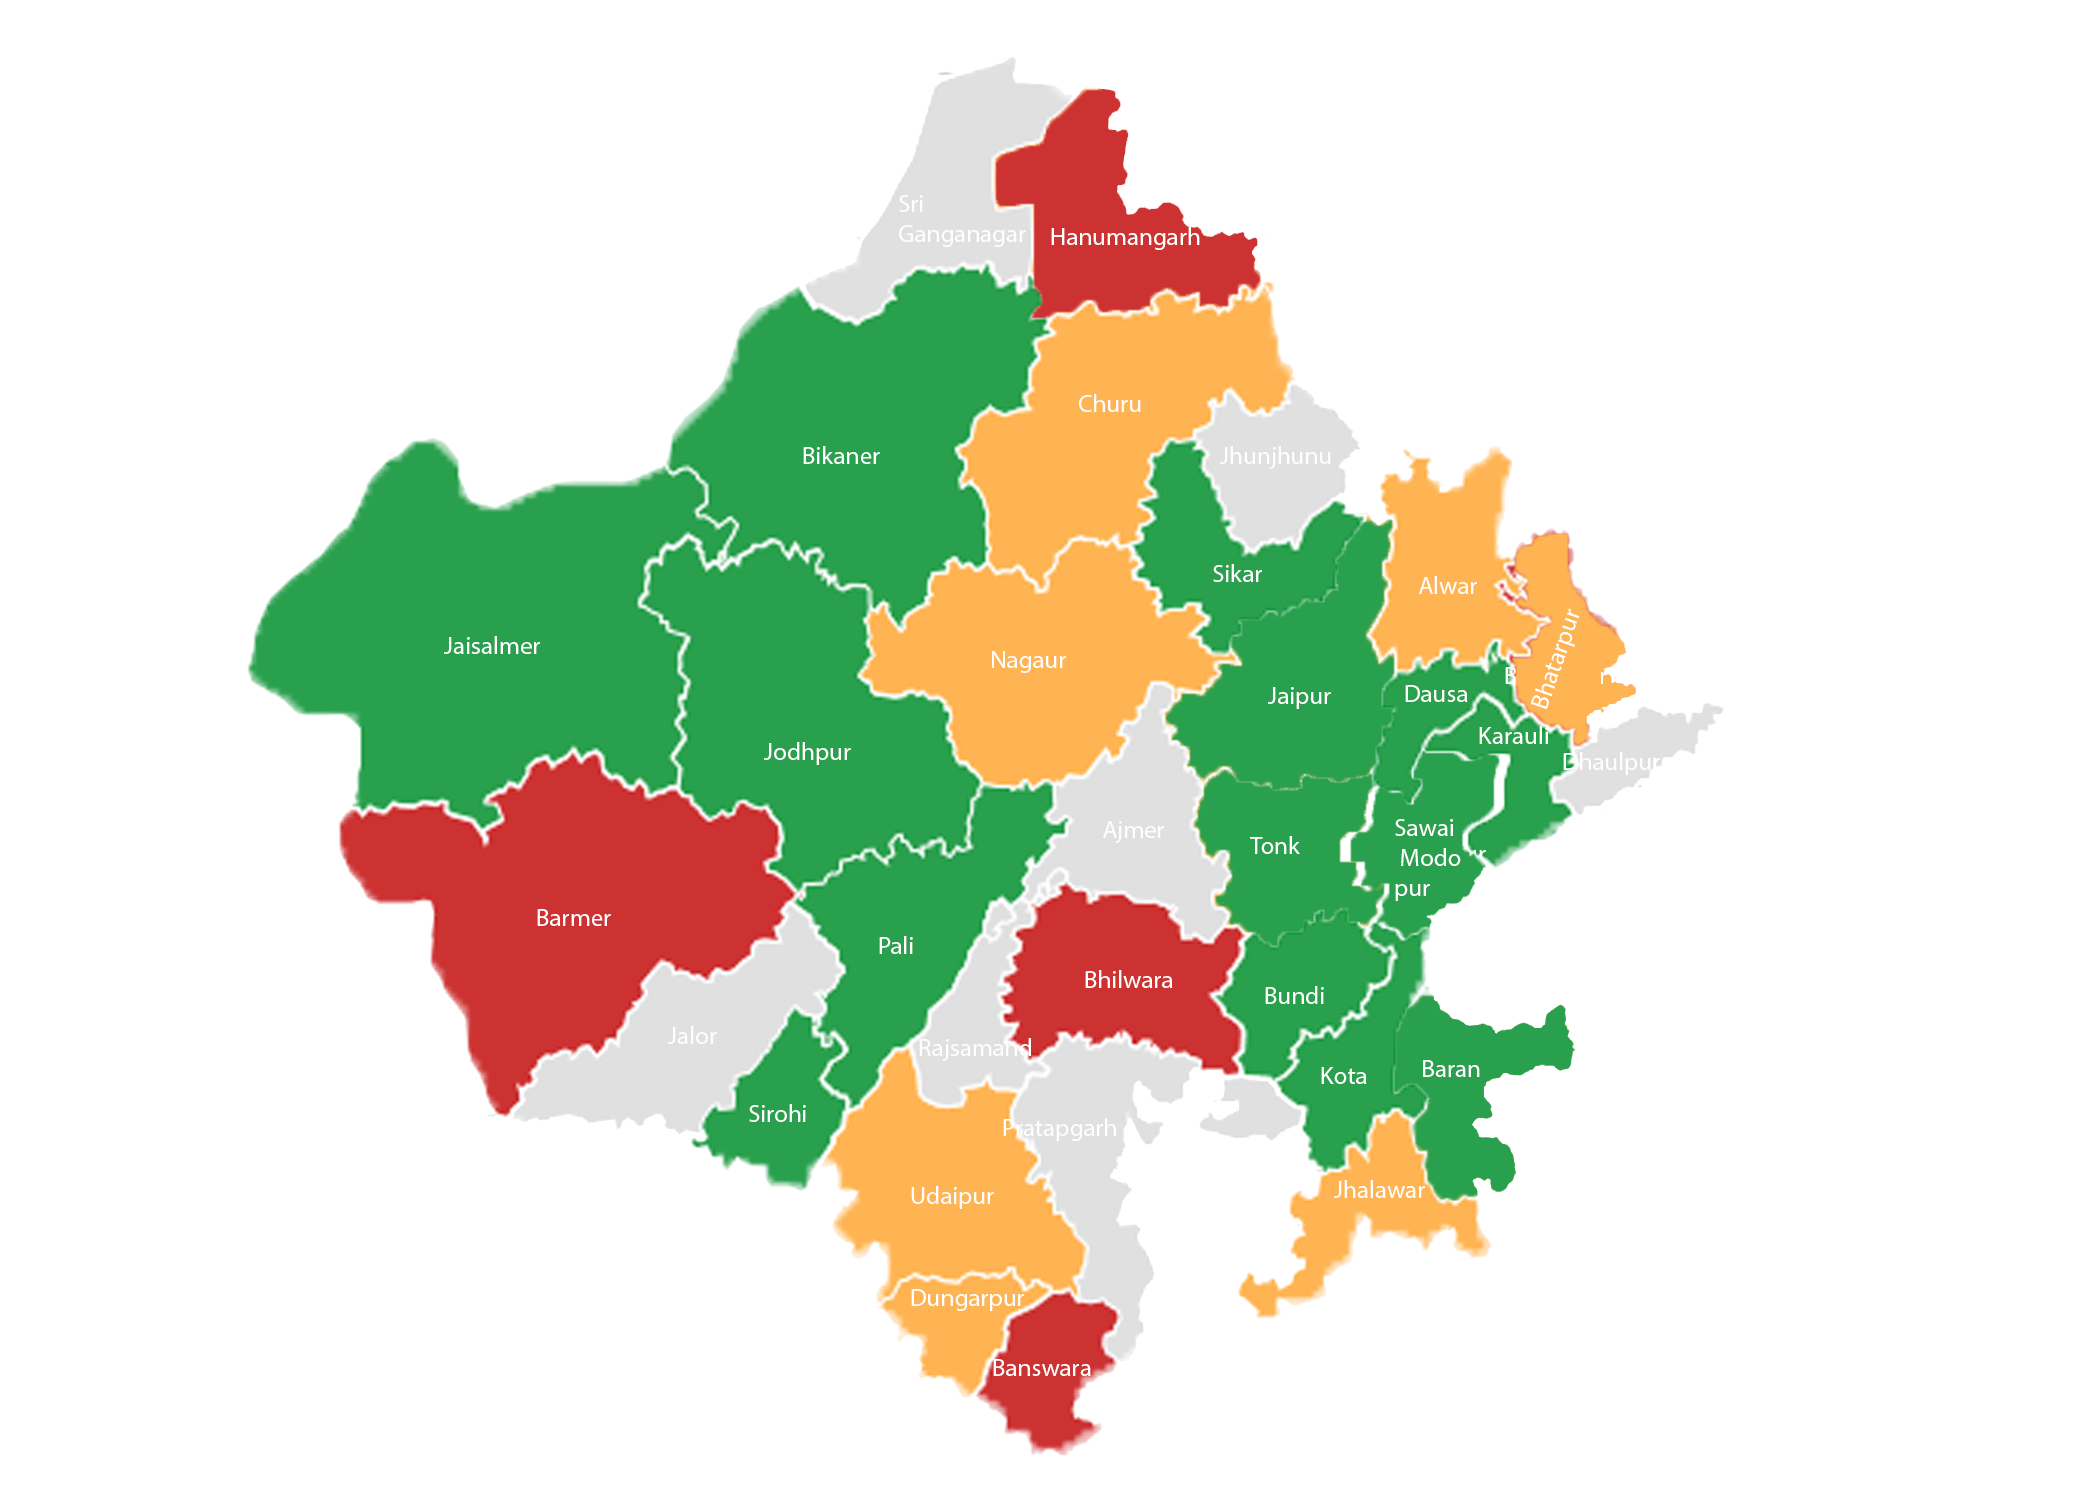 Sri
Ganganagar
Hanumangarh
Churu
Bikaner
Jhunjhunu
Sikar
Alwar
Jaisalmer
Nagaur
Bhatarpur
Jaipur
Dausa
Karauli
Jodhpur
Dhaulpur
Ajmer
Tonk
Sawai
Modo
pur
Barmer
Pali
Bhilwara
Bundi
Jalor
Rajsamand
Kota
Baran
Sirohi
Pratapgarh
Udaipur
Jhalawar
Dungarpur
Banswara